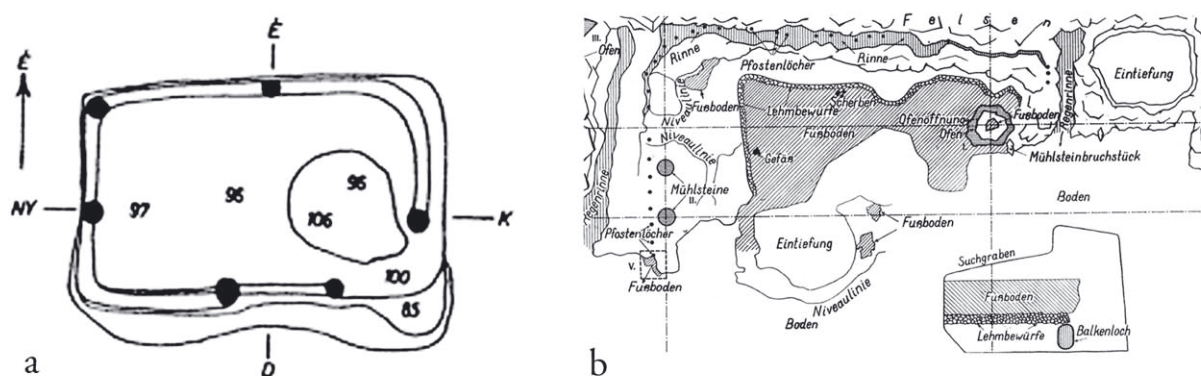 a
É
É
NY
K
D
97
96
96
106
100
85
b
III.
Ofen
Rinne
Pfostenlöcher
Rinne
F e l s e n
Regenrinne
Eintiefung
Fußboden
Lehmbewürfe
Scherben
Niveaulinie
Fußboden
Ofenöffnung
Ofen
I.
Fußboden
Niveaulinie
Gefäß
Mühlsteinbruchstück
Mühlsteine
II.
Boden
Regenrinne
Pfostenlöcher
Eintiefung
Fußboden
V.
Fußboden
Niveaulinie
Boden
Suchgraben
Fußboden
Lehmbewürfe
Balkenloch